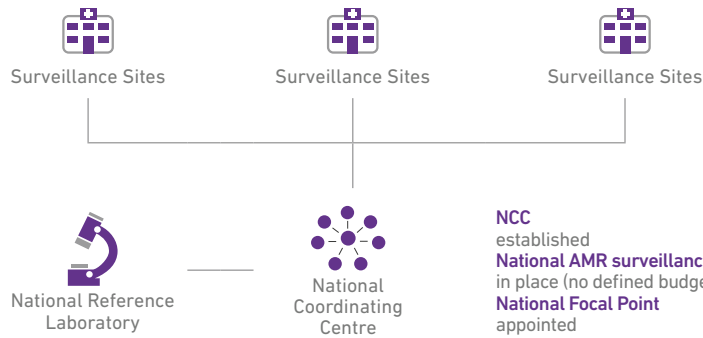 Surveillance Sites
Surveillance Sites
Surveillance Sites
National Reference
Laboratory
National
Coordinating
Centre
NCC
established
National AMR surveillanc
in place (no defined budge
National Focal Point
appointed